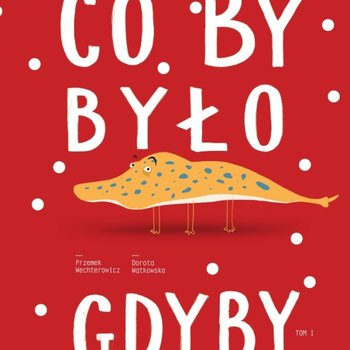 CO BY
BYŁO
Przemek
Wechterowicz
Dorota
Wątkowska
GDYBY
TOM I